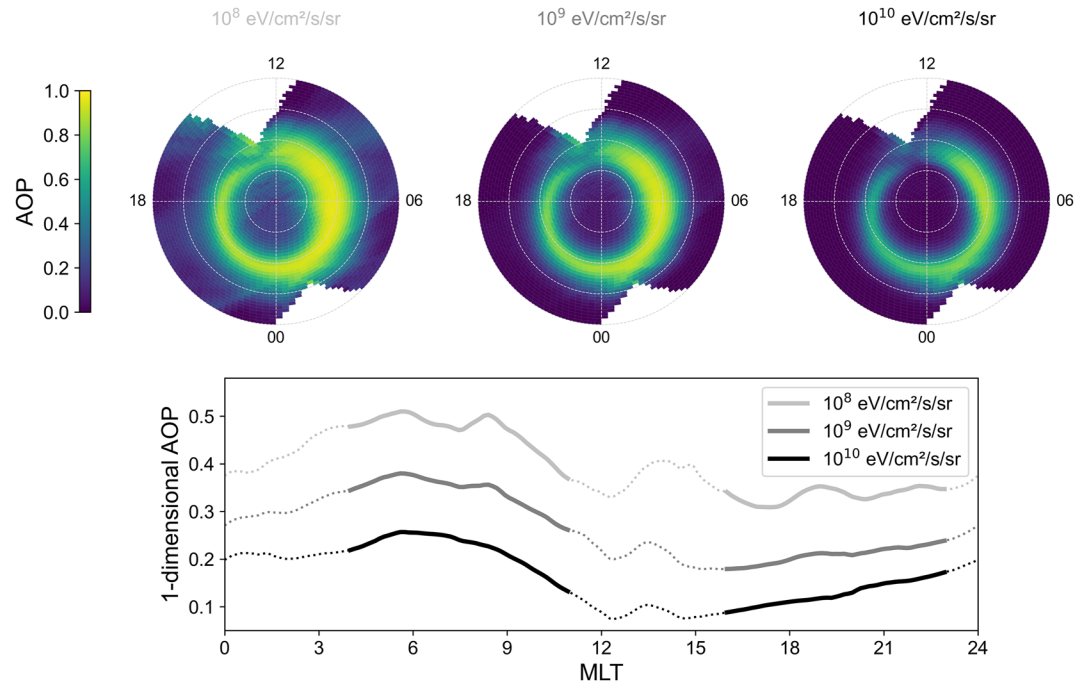 10⁸ eV/cm²/s/sr 10⁹ eV/cm²/s/sr 10¹⁰ eV/cm²/s/sr
12 12 12
1.0
0.8
0.6
0.4
0.2
0.0
AOP
18 06 18 06 18 06
00 00 00
0.5
0.4
0.3
0.2
0.1
1-dimensional AOP
10⁸ eV/cm²/s/sr
10⁹ eV/cm²/s/sr
10¹⁰ eV/cm²/s/sr
0 3 6 9 12 15 18 21 24
MLT